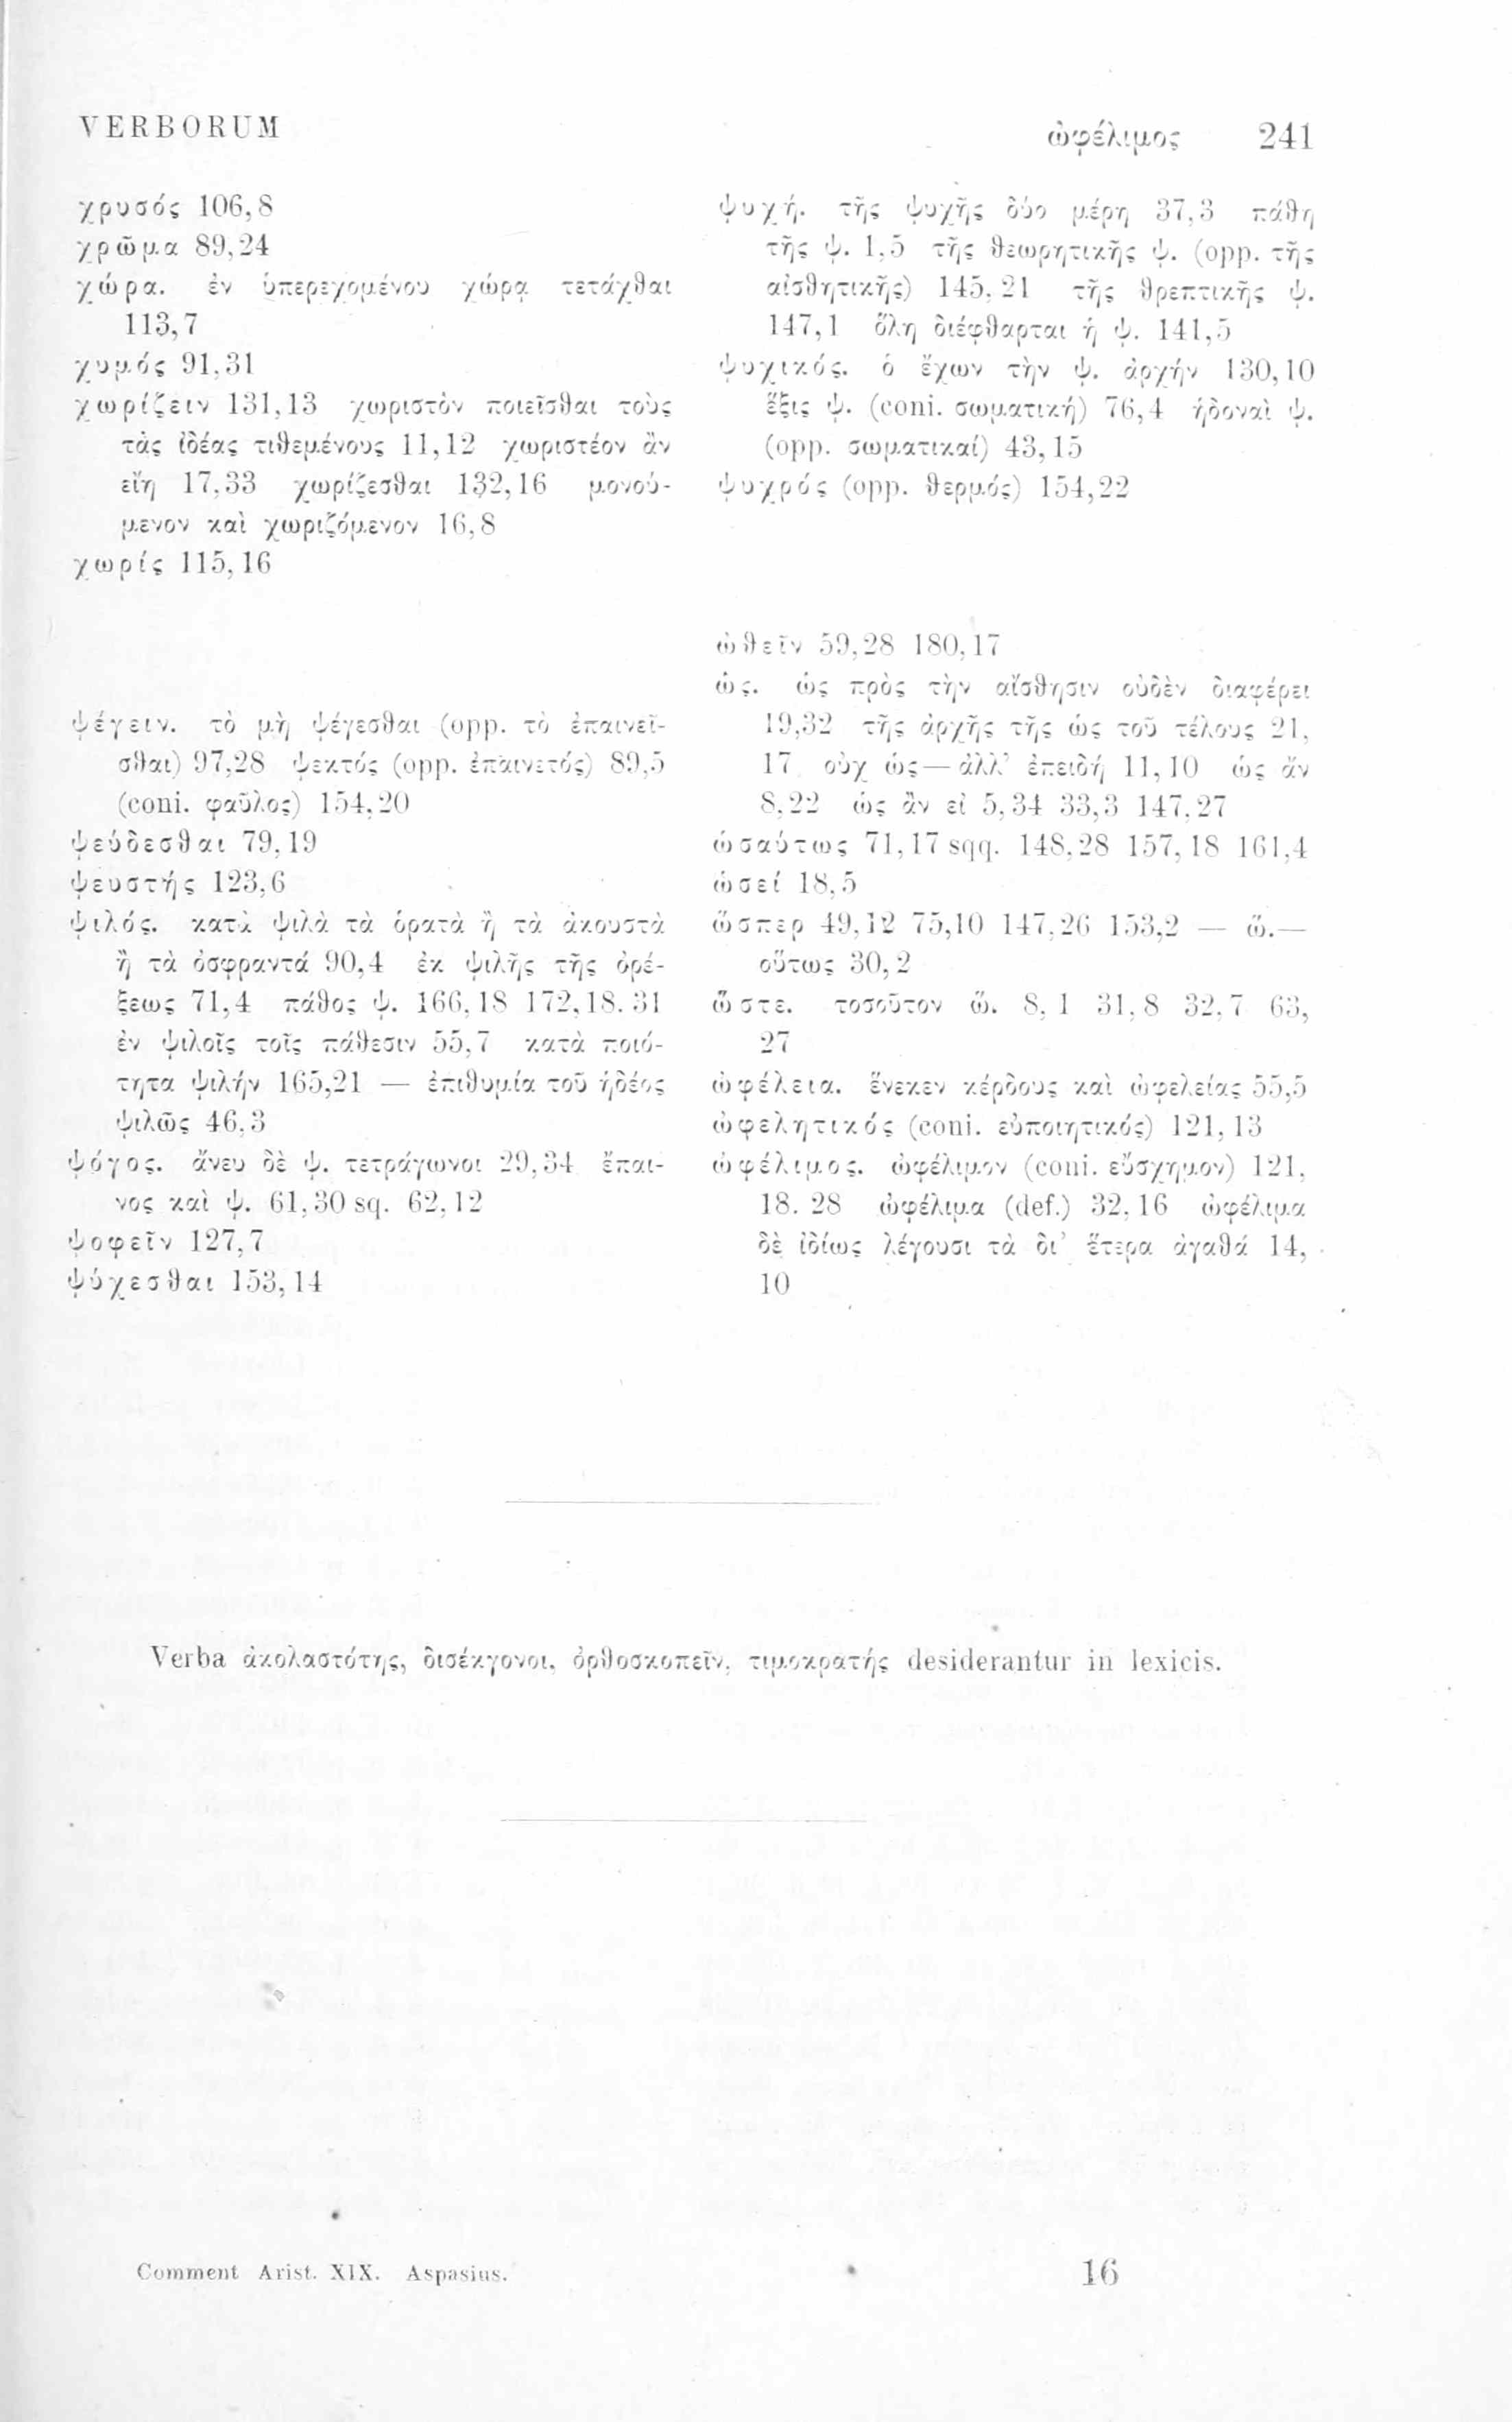 VERBORUM
ὠφέλιμος 241
χρυσός 106,8
χρῶμα 89,24
χώρα. ἐν ὑπερεχομένου χώρᾳ τετάχθαι
113,7
χυμός 91,31
χωρίζειν 131,13 χωριστὸν ποιεῖσθαι τοὺς
τὰς ἰδέας τιθεμένους 11,12 χωριστέον ἂν
εἴη 17,33 χωρίζεσθαι 132,16 μονού-
μενον καὶ χωριζόμενον 16,8
χωρίς 115,16
ψέγειν. τὸ μὴ ψέγεσθαι (opp. τὸ ἐπαινεῖ-
σθαι) 97,28 ψεκτός (opp. ἐπαινετός) 89,5
(coni. φαῦλος) 154,20
ψεύδεσθαι 79,19
ψευστής 123,6
ψιλός. κατὰ ψιλὰ τὰ ὁρατὰ ἢ τὰ ἀκουστὰ
ἢ τὰ ὀσφραντά 90,4 ἐκ ψιλῆς τῆς ὀρέ-
ξεως 71,4 πάθος ψ. 166,18 172,18. 31
ἐν ψιλοῖς τοῖς πάθεσιν 55,7 κατὰ ποιό-
τητα ψιλήν 165,21 — ἐπιθυμία τοῦ ἡδέος
ψιλῶς 46,3
ψόγος. ἄνευ δὲ ψ. τετράγωνοι 29,34 ἔπαι-
νος καὶ ψ. 61,30 sq. 62,12
ψοφεῖν 127,7
ψύχεσθαι 153,14
ψυχή. τῆς ψυχῆς δύο μέρη 37,3 πάθη
τῆς ψ. 1,5 τῆς θεωρητικῆς ψ. (opp. τῆς
αἰσθητικῆς) 145,21 τῆς θρεπτικῆς ψ.
147,1 ὅλη διέφθαρται ἡ ψ. 141,5
ψυχικός. ὁ ἔχων τὴν ψ. ἀρχήν 130,10
ἕξις ψ. (coni. σωματική) 76,4 ἡδοναὶ ψ.
(opp. σωματικαί) 43,15
ψυχρός (opp. θερμός) 154,22
ὠθεῖν 59,28 180,17
ὡς. ὡς πρὸς τὴν αἴσθησιν οὐδὲν διαφέρει
19,32 τῆς ἀρχῆς τῆς ὡς τοῦ τέλους 21,
17 οὐχ ὡς — ἀλλ’ ἐπειδή 11,10 ὡς ἄν
8,22 ὡς ἂν εἰ 5,34 33,3 147,27
ὡσαύτως 71,17 sqq. 148,28 157,18 161,4
ὡσεί 18,5
ὥσπερ 49,12 75,10 147,26 153,2 — ὥ.—
οὕτως 30,2
ὥστε. τοσοῦτον ὥ. 8,1 31,8 32,7 63,
27
ὠφέλεια. ἕνεκεν κέρδους καὶ ὠφελείας 55,5
ὠφελητικός (coni. εὐποιητικός) 121,13
ὠφέλιμος. ὠφέλιμον (coni. εὔσχημον) 121,
18. 28 ὠφέλιμα (def.) 32,16 ὠφέλιμα
δὲ ἰδίως λέγουσι τὰ δι’ ἕτερα ἀγαθά 14,
10
Verba ἀκολαστότης, δισέκγονοι, ὀρθοσκοπεῖν, τιμοκρατής desiderantur in lexicis.
Comment Arist. XIX. Aspasius.
16